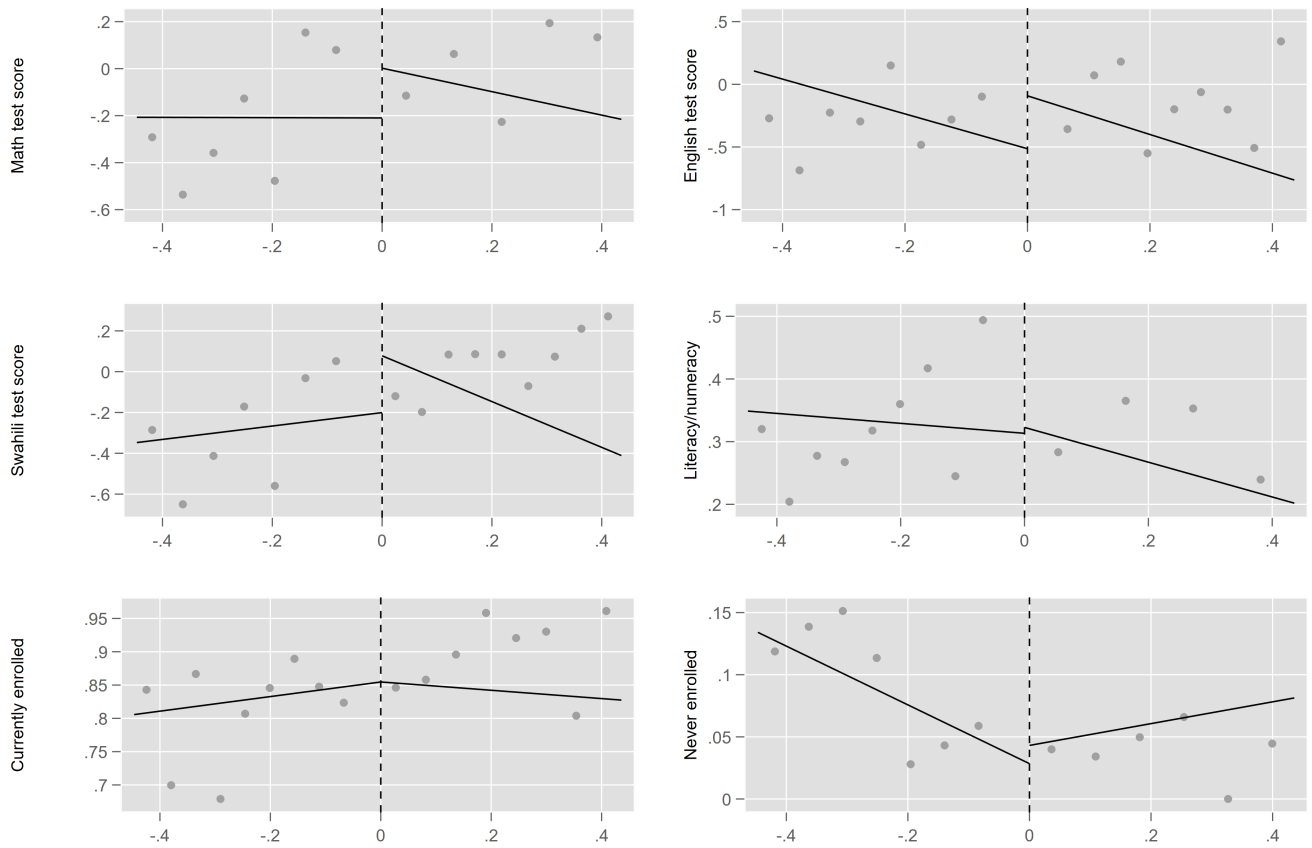 Math test score
.2
0
-.2
-.4
-.6
-.4 -.2 0 .2 .4
English test score
.5
0
-.5
-1
-.4 -.2 0 .2 .4
Swahili test score
.2
0
-.2
-.4
-.6
-.4 -.2 0 .2 .4
Literacy/numeracy
.5
.4
.3
.2
-.4 -.2 0 .2 .4
Currently enrolled
.95
.9
.85
.8
.75
.7
-.4 -.2 0 .2 .4
Never enrolled
.15
.1
.05
0
-.4 -.2 0 .2 .4